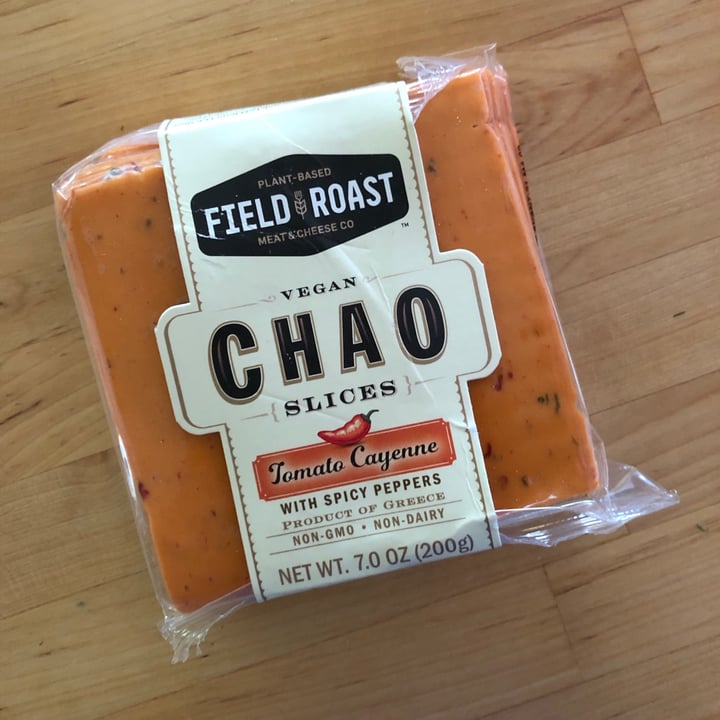 PLANT-BASED
FIELD ROAST
MEAT & CHEESE CO
™
VEGAN
CHAO
SLICES
Tomato Cayenne
WITH SPICY PEPPERS
PRODUCT OF GREECE
NON-GMO • NON-DAIRY
NET WT. 7.0 OZ (200g)